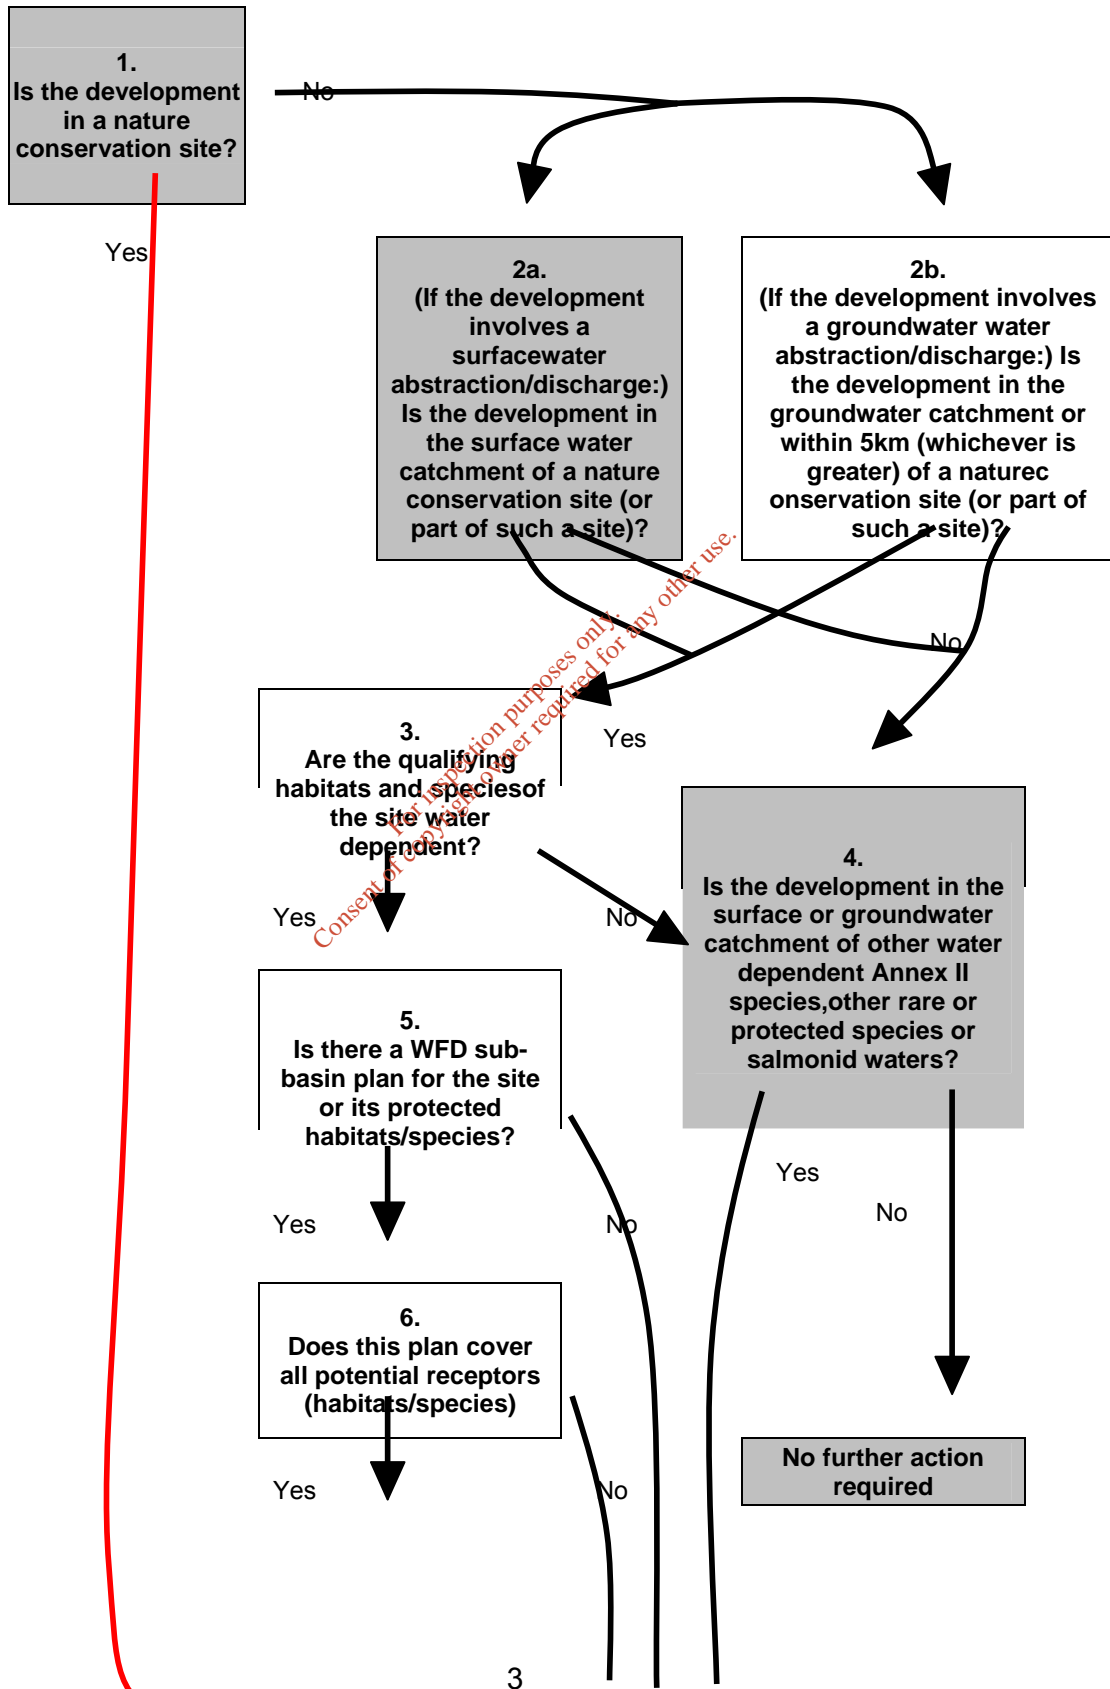 1.
Is the development
in a nature
conservation site?
No
Yes
2a.
(If the development
involves a
surfacewater
abstraction/discharge:)
Is the development in
the surface water
catchment of a nature
conservation site (or
part of such a site)?
2b.
(If the development involves
a groundwater water
abstraction/discharge:) Is
the development in the
groundwater catchment or
within 5km (whichever is
greater) of a naturec
onservation site (or part of
such a site)?
No
Yes
3.
Are the qualifying
habitats and speciesof
the site water
dependent?
Yes
No
4.
Is the development in the
surface or groundwater
catchment of other water
dependent Annex II
species,other rare or
protected species or
salmonid waters?
Yes
No
5.
Is there a WFD sub-
basin plan for the site
or its protected
habitats/species?
Yes
No
6.
Does this plan cover
all potential receptors
(habitats/species)
Yes
No
No further action
required
For inspection purposes only.
Consent of copyright owner required for any other use.
3